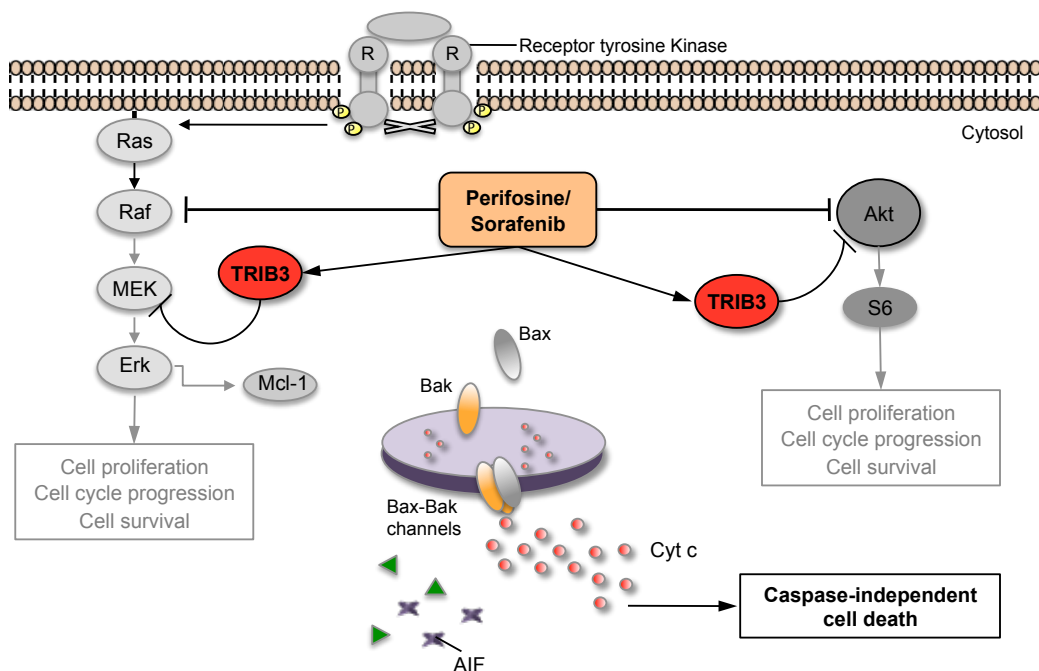 R
R
Receptor tyrosine Kinase
P
P
P
P
Cytosol
Ras
Perifosine/
Sorafenib
Raf
Akt
TRIB3
TRIB3
MEK
S6
Bax
Erk
Mcl-1
Bak
Cell proliferation
Cell cycle progression
Cell survival
Cell proliferation
Cell cycle progression
Cell survival
Bax-Bak
channels
Cyt c
Caspase-independent
cell death
AIF